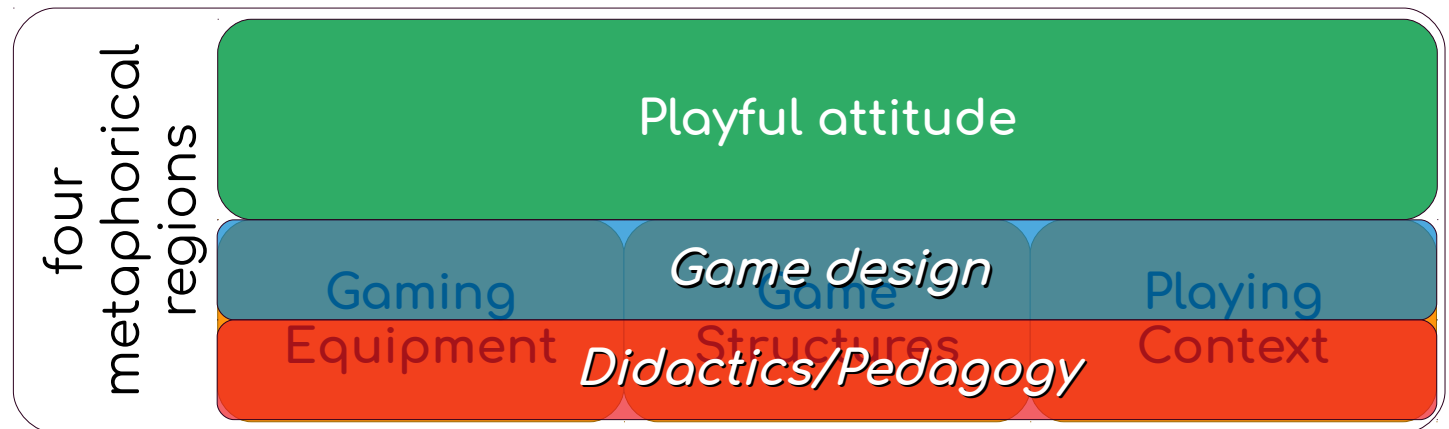 four
metaphorical
regions
Playful attitude
Game design
Gaming
Equipment
Game
Structures
Playing
Context
Didactics/Pedagogy